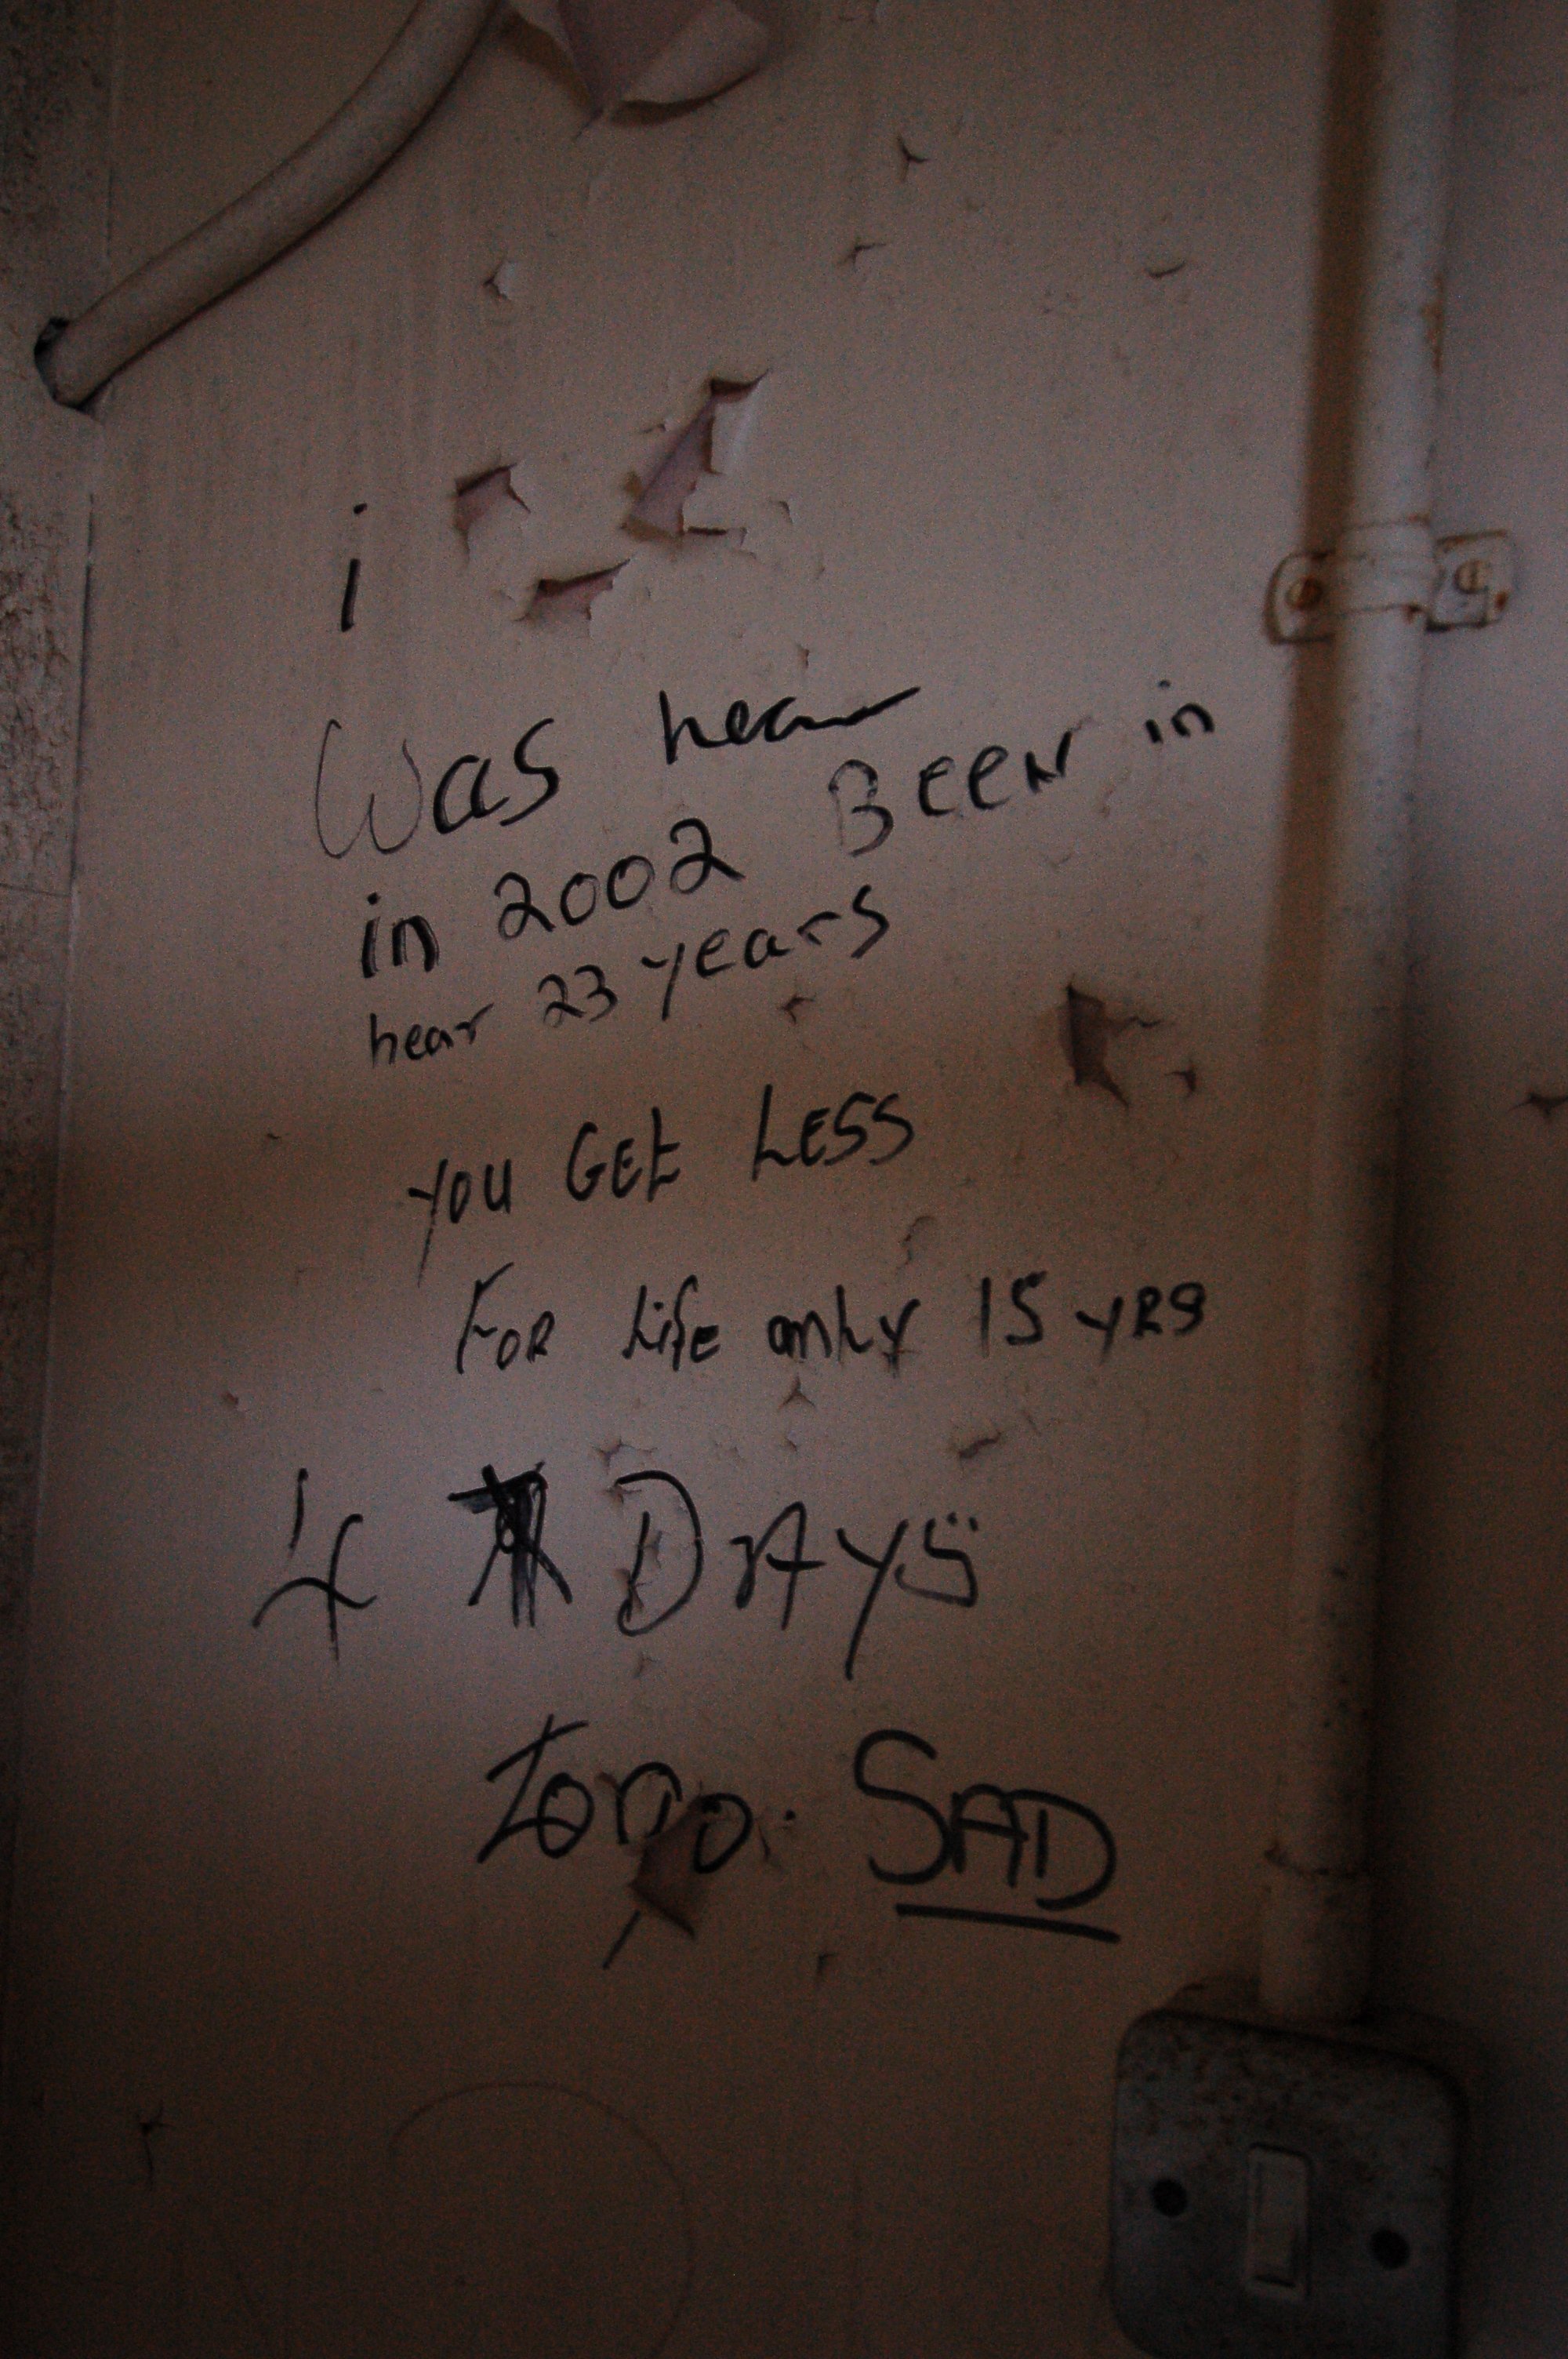 i
Was hear
in 2002 BEEN in
hear 23 years
you GEt LESS
FOR Life only 15 YRS
4 DAYS
SAD